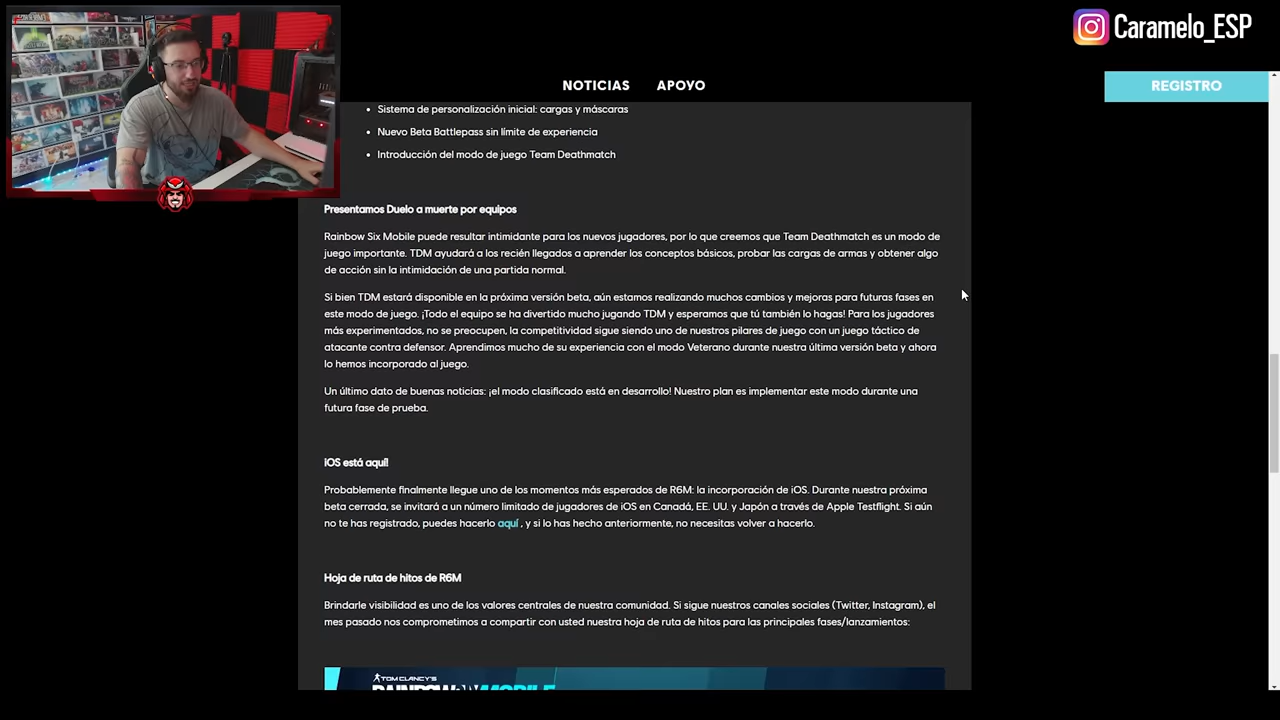 Caramelo_ESP
NOTICIAS
APOYO
REGISTRO
Sistema de personalización inicial: cargas y máscaras
Nuevo Beta Battlepass sin límite de experiencia
Introducción del modo de juego Team Deathmatch
Presentamos Duelo a muerte por equipos
Rainbow Six Mobile puede resultar intimidante para los nuevos jugadores, por lo que creemos que Team Deathmatch es un modo de
juego importante. TDM ayudará a los recién llegados a aprender los conceptos básicos, probar las cargas de armas y obtener algo
de acción sin la intimidación de una partida normal.
Si bien TDM estará disponible en la próxima versión beta, aún estamos realizando muchos cambios y mejoras para futuras fases en
este modo de juego. ¡Todo el equipo se ha divertido mucho jugando TDM y esperamos que tú también lo hagas! Para los jugadores
más experimentados, no se preocupen, la competitividad sigue siendo uno de nuestros pilares de juego con un juego táctico de
atacante contra defensor. Aprendimos mucho de su experiencia con el modo Veterano durante nuestra última versión beta y ahora
lo hemos incorporado al juego.
Un último dato de buenas noticias: ¡el modo clasificado está en desarrollo! Nuestro plan es implementar este modo durante una
futura fase de prueba.
iOS está aquí!
Probablemente finalmente llegue uno de los momentos más esperados de R6M: la incorporación de iOS. Durante nuestra próxima
beta cerrada, se invitará a un número limitado de jugadores de iOS en Canadá, EE. UU. y Japón a través de Apple Testflight. Si aún
no te has registrado, puedes hacerlo aquí , y si lo has hecho anteriormente, no necesitas volver a hacerlo.
Hoja de ruta de hitos de R6M
Brindarle visibilidad es uno de los valores centrales de nuestra comunidad. Si sigue nuestros canales sociales (Twitter, Instagram), el
mes pasado nos comprometimos a compartir con usted nuestra hoja de ruta de hitos para las principales fases/lanzamientos:
TOM CLANCY'S
RAINBOW SIX MOBILE